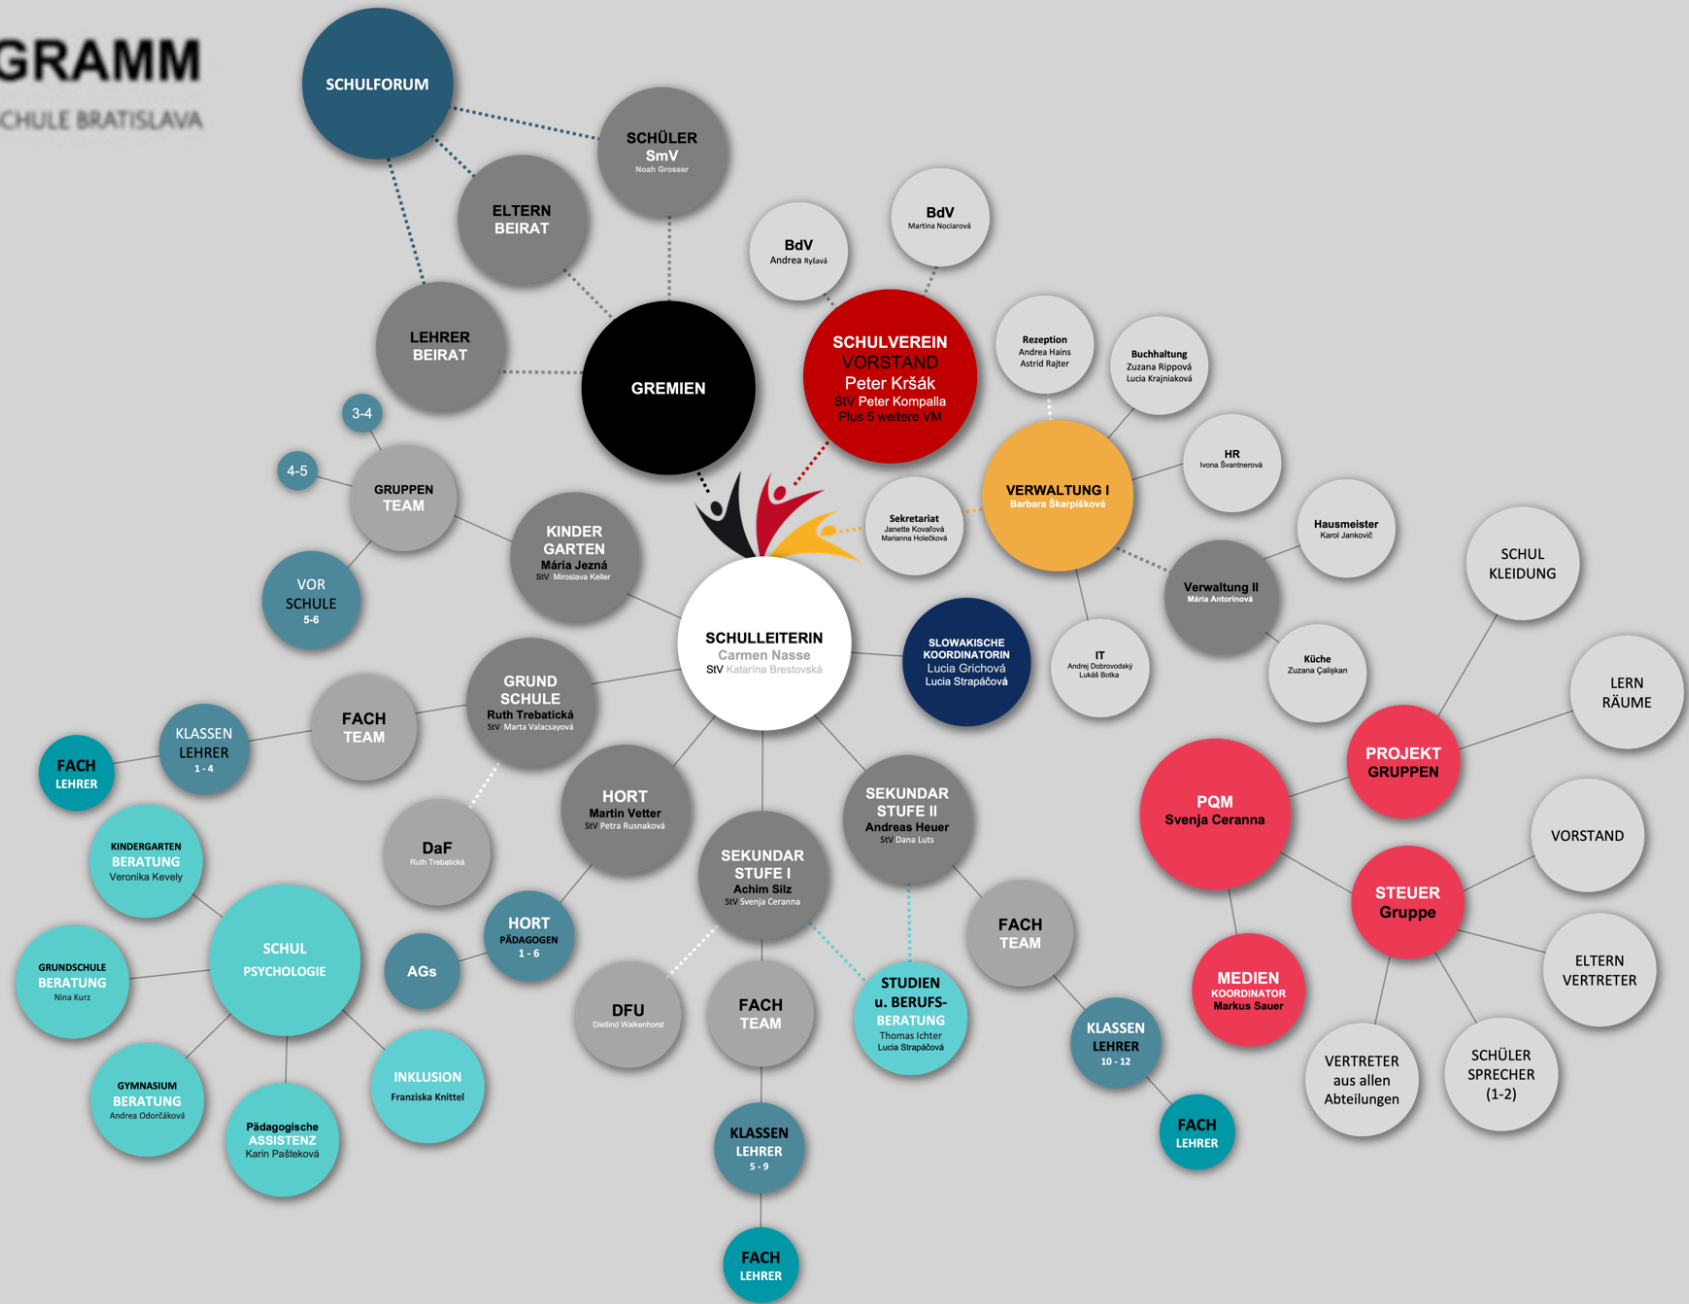 GRAMM
SCHULE BRATISLAVA
SCHULFORUM
SCHÜLER
SmV
Noah Grosser
ELTERN
BEIRAT
LEHRER
BEIRAT
GREMIEN
BdV
Andrea Ryšavá
BdV
Martina Nociarová
SCHULVEREIN
VORSTAND
Peter Kršák
StV Peter Kompalla
Plus 5 weitere VM
Rezeption
Andrea Hains
Astrid Rajter
Buchhaltung
Zuzana Rippová
Lucia Krajniaková
HR
Ivona Švantnerová
VERWALTUNG I
Barbara Škarpíšková
Sekretariat
Janette Kovaľová
Marianna Holečková
Hausmeister
Karol Jankovič
Verwaltung II
Mária Antorinová
Küche
Zuzana Çalişkan
IT
Andrej Dobrovodský
Lukáš Botka
3-4
4-5
GRUPPEN
TEAM
VOR
SCHULE
5-6
KINDER
GARTEN
Mária Jezná
StV Miroslava Keller
SCHULLEITERIN
Carmen Nasse
StV Katarína Brestovská
SLOWAKISCHE
KOORDINATORIN
Lucia Grichová
Lucia Strapáčová
GRUND
SCHULE
Ruth Trebatická
StV Marta Valacsayová
FACH
TEAM
KLASSEN
LEHRER
1 - 4
FACH
LEHRER
DaF
Ruth Trebatická
HORT
Martin Vetter
StV Petra Rusnaková
HORT
PÄDAGOGEN
1 - 6
AGs
SEKUNDAR
STUFE I
Achim Silz
StV Svenja Ceranna
SEKUNDAR
STUFE II
Andreas Heuer
StV Dana Luts
DFU
Dietlind Walkenhorst
FACH
TEAM
KLASSEN
LEHRER
5 - 9
FACH
LEHRER
STUDIEN
u. BERUFS-
BERATUNG
Thomas Ichter
Lucia Strapáčová
FACH
TEAM
KLASSEN
LEHRER
10 - 12
FACH
LEHRER
KINDERGARTEN
BERATUNG
Veronika Kevely
SCHUL
PSYCHOLOGIE
GRUNDSCHULE
BERATUNG
Nina Kurz
GYMNASIUM
BERATUNG
Andrea Odorčáková
Pädagogische
ASSISTENZ
Karin Pašteková
INKLUSION
Franziska Knittel
SCHUL
KLEIDUNG
LERN
RÄUME
PROJEKT
GRUPPEN
PQM
Svenja Ceranna
VORSTAND
STEUER
Gruppe
ELTERN
VERTRETER
MEDIEN
KOORDINATOR
Markus Sauer
VERTRETER
aus allen
Abteilungen
SCHÜLER
SPRECHER
(1-2)